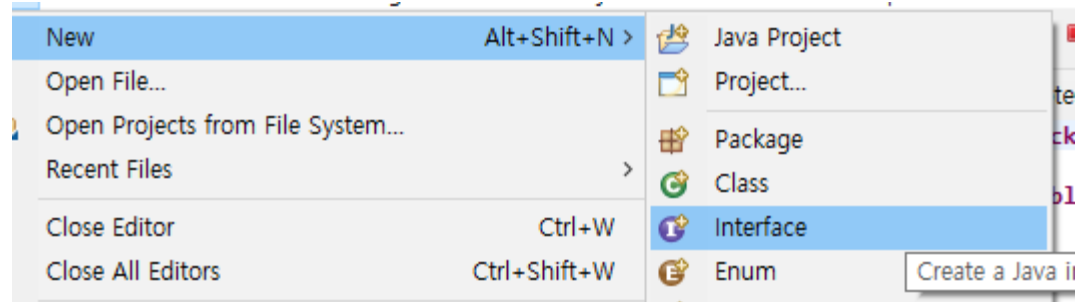 New Alt+Shift+N >
Open File...
Open Projects from File System...
Recent Files >
Close Editor Ctrl+W
Close All Editors Ctrl+Shift+W
Java Project
Project...
Package
Class
Interface
Enum
Create a Java